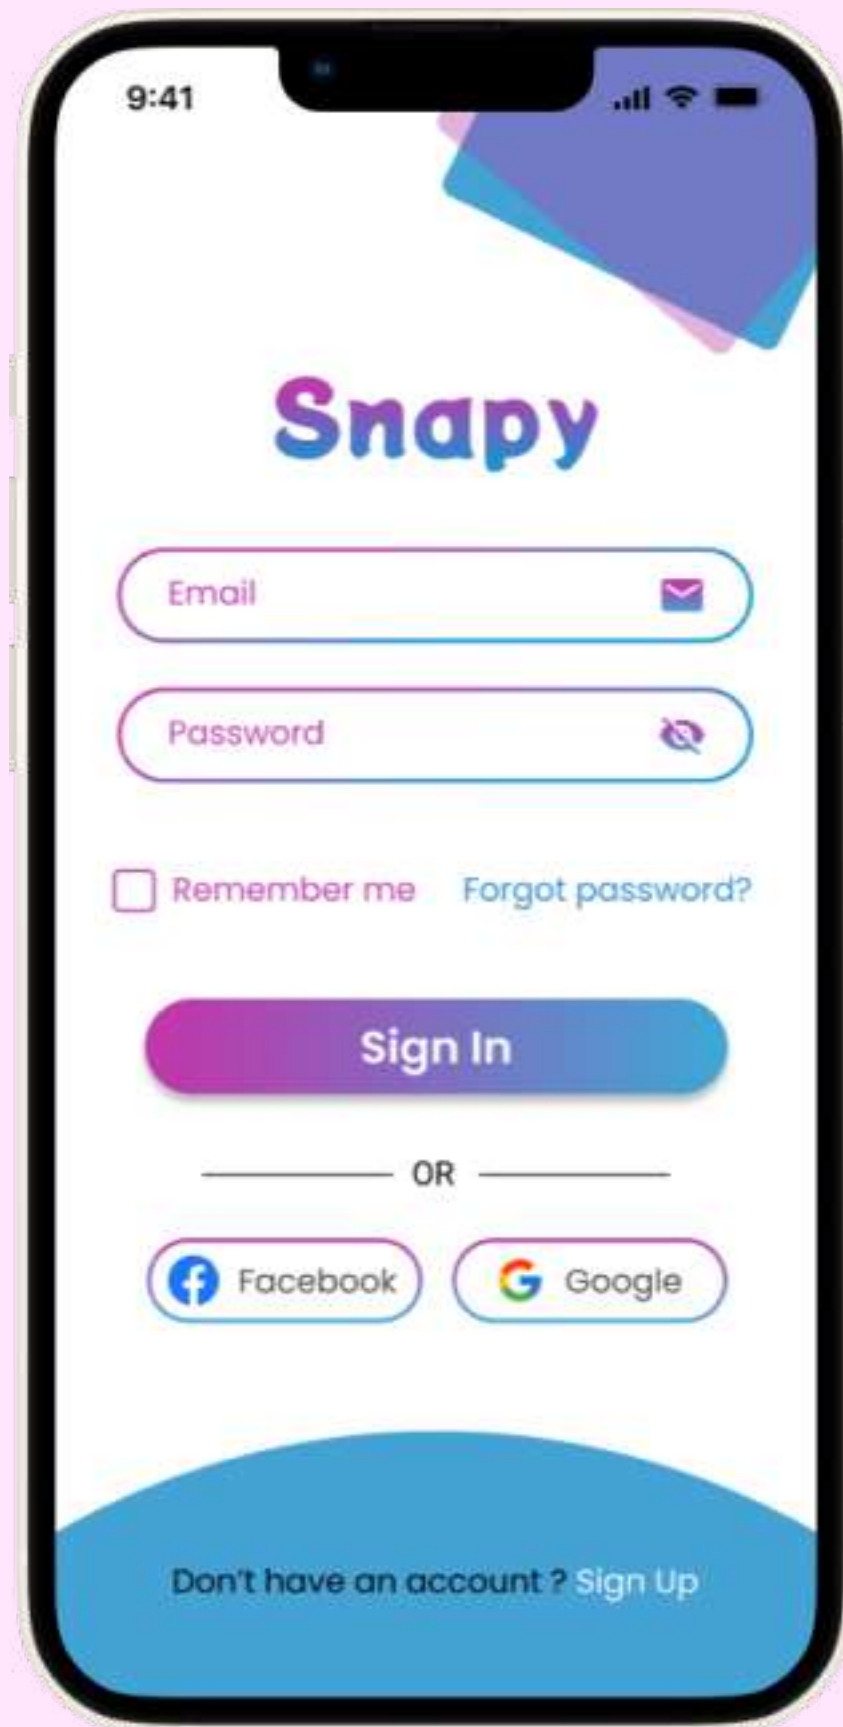 9:41
Snapy
Email
Password
Remember me Forgot password?
Sign In
OR
Facebook Google
Don't have an account ? Sign Up